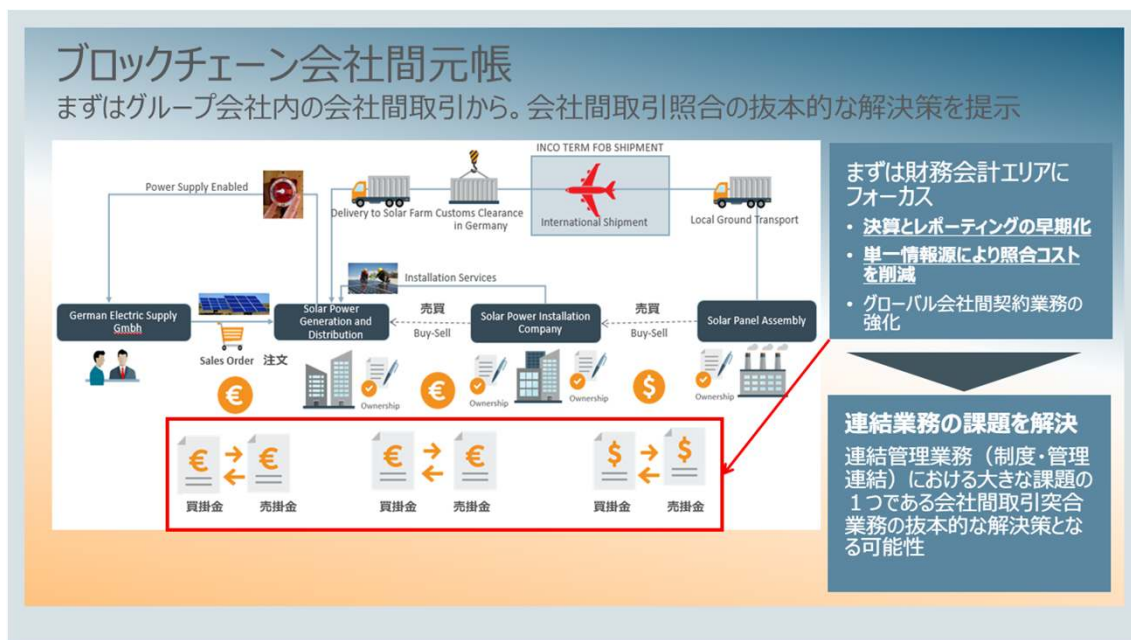 ブロックチェーン会社間元帳
まずはグループ会社内の会社間取引から。会社間取引照合の抜本的な解決策を提示
INCO TERM FOB SHIPMENT
Power Supply Enabled
Delivery to Solar Farm
Customs Clearance
in Germany
International Shipment
Local Ground Transport
Installation Services
German Electric Supply
Gmbh
Solar Power
Generation and
Distribution
売買
Buy-Sell
Solar Power Installation
Company
売買
Buy-Sell
Solar Panel Assembly
Sales Order 注文
€
Ownership
€
Ownership
Ownership
$
Ownership
€
€
€
€
$
$
買掛金
売掛金
買掛金
売掛金
買掛金
売掛金
まずは財務会計エリアに
フォーカス
• 決算とレポーティングの早期化
• 単一情報源により照合コスト
を削減
• グローバル会社間契約業務の
強化
連結業務の課題を解決
連結管理業務（制度・管理
連結）における大きな課題の
１つである会社間取引突合
業務の抜本的な解決策とな
る可能性